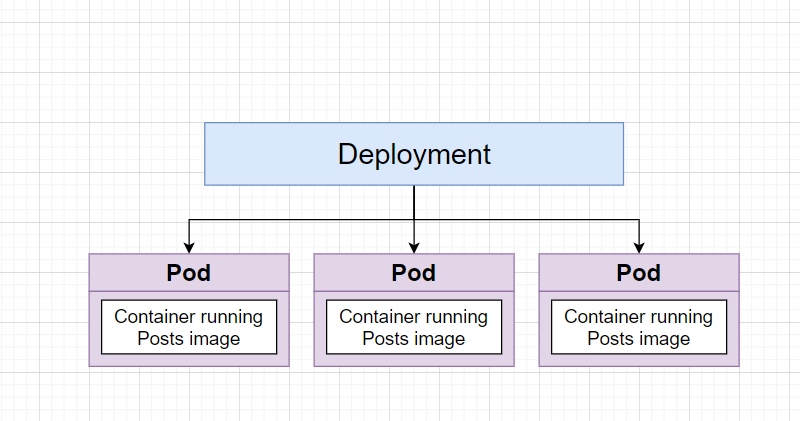 Deployment
Pod
Container running
Posts image
Pod
Container running
Posts image
Pod
Container running
Posts image